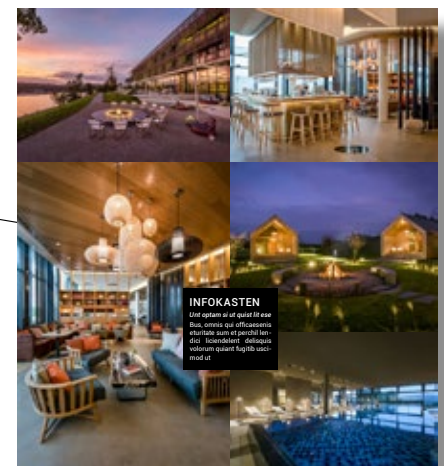 INFOKASTEN
Unt optam si ut quist lit ese
Bus, omnis qui officaesenis
eturitate sum et perchil len-
dici liciendelent delisquis
volorum quiant fugitib usci-
mod ut